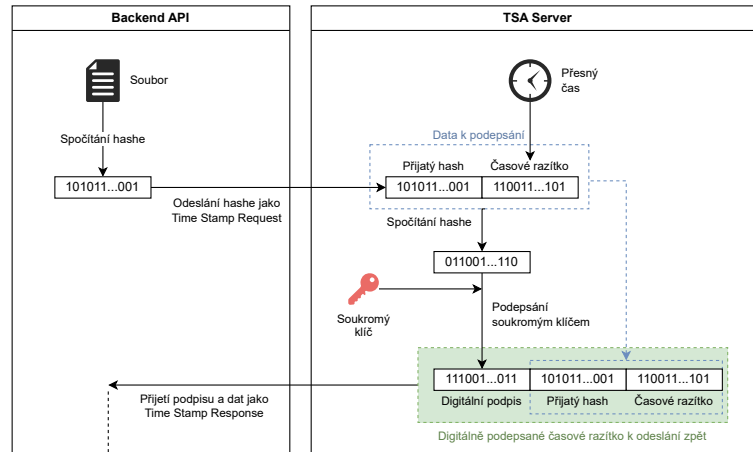 Backend API
TSA Server
Soubor
Přesný
čas
Spočítání hashe
Data k podepsání
Přijatý hash
Časové razítko
101011...001
101011...001
110011...101
Odeslání hashe jako
Time Stamp Request
Spočítání hashe
011001...110
Soukromý
klíč
Podepsání
soukromým klíčem
111001...011
101011...001
110011...101
Digitální podpis
Přijatý hash
Časové razítko
Přijetí podpisu a dat jako
Time Stamp Response
Digitálně podepsané časové razítko k odeslání zpět